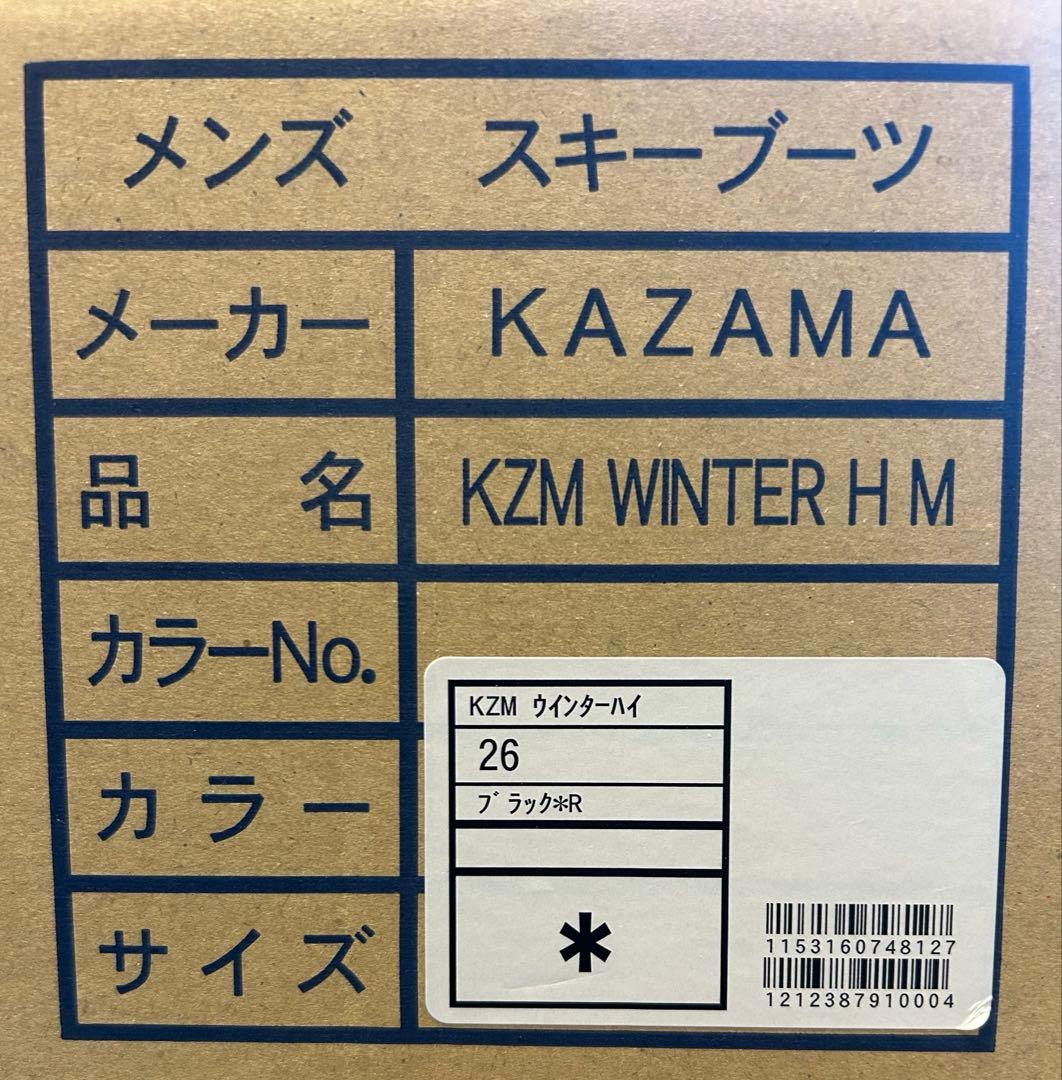 メンズ スキーブーツ
メーカー KAZAMA
品名 KZM WINTER H M
カラーNo.
カラー
サイズ
KZM ウインターハイ
26
ブラック*R
*
1153160748127
1212387910004